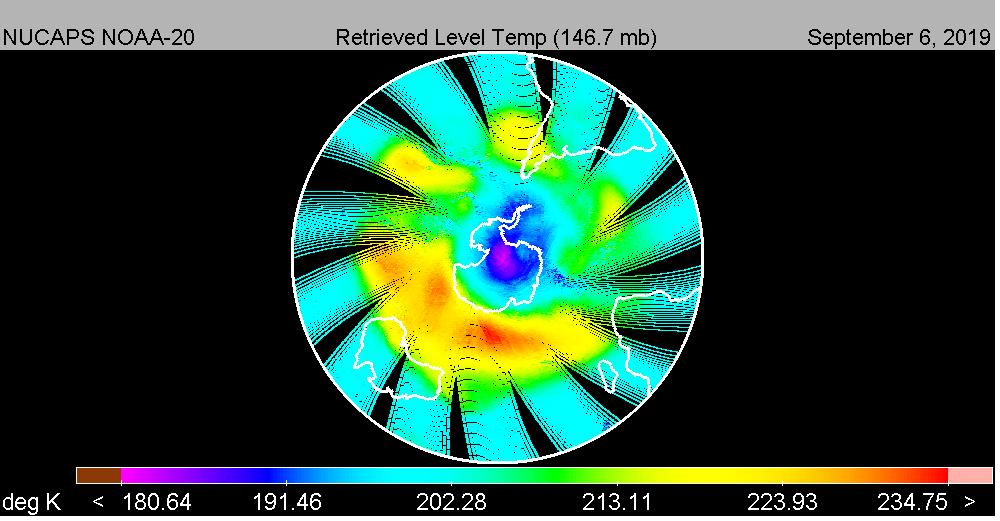 NUCAPS NOAA-20 Retrieved Level Temp (146.7 mb) September 6, 2019
deg K < 180.64 191.46 202.28 213.11 223.93 234.75 >